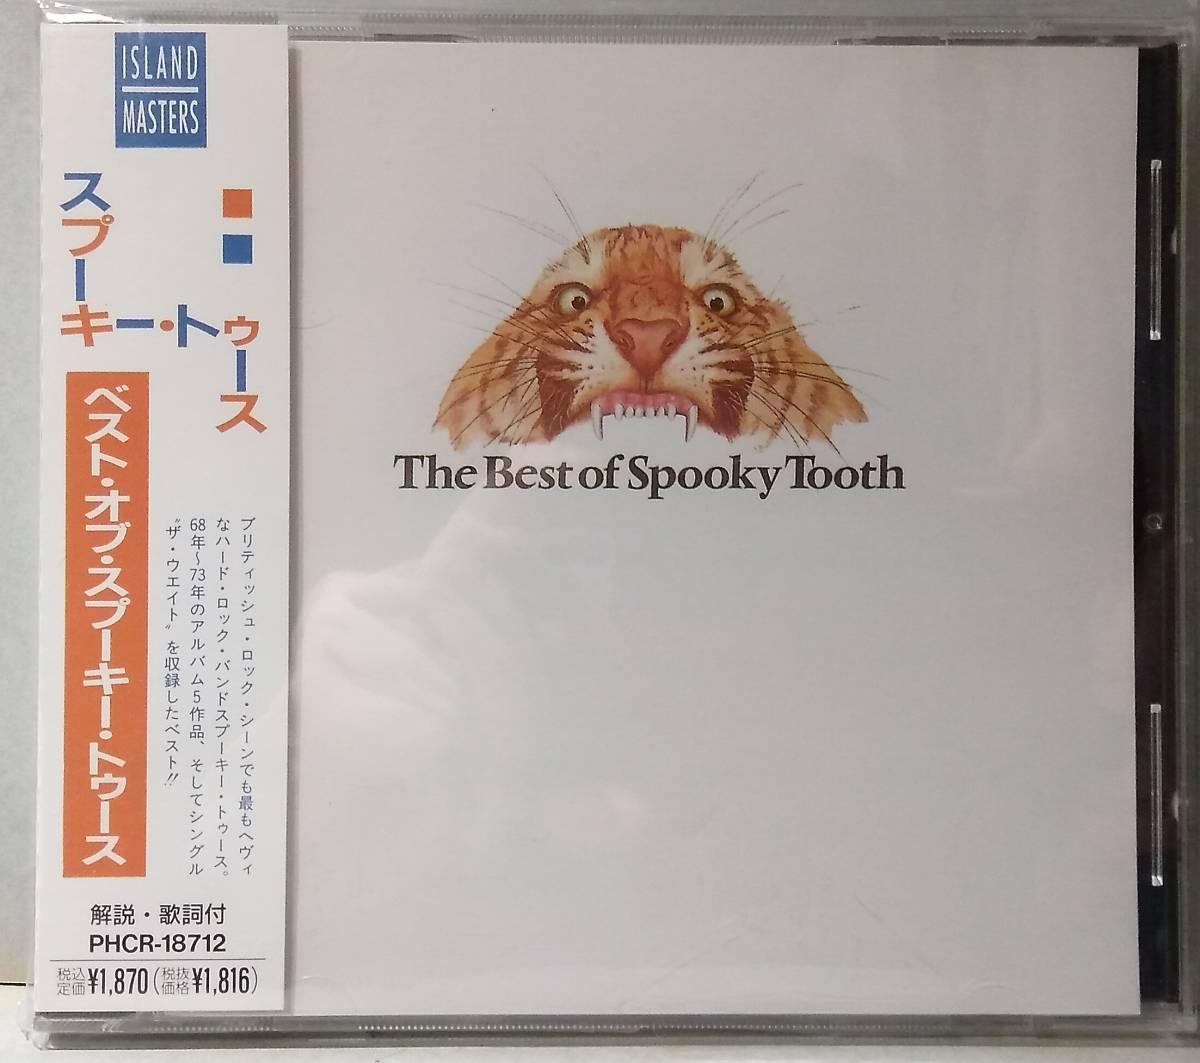 ISLAND
MASTERS
スプーキー・トゥース
ベスト・オブ・スプーキー・トゥース
ブリティッシュ・ロック・シーンでも最もヘヴィ
なハード・ロック・バンドスプーキー・トゥース。
68年〜73年のアルバム5作品、そしてシングル
"ザ・ウエイト"を収録したベスト!!
解説・歌詞付
PHCR-18712
税込定価¥1,870(税抜価格¥1,816)
The Best of Spooky Tooth